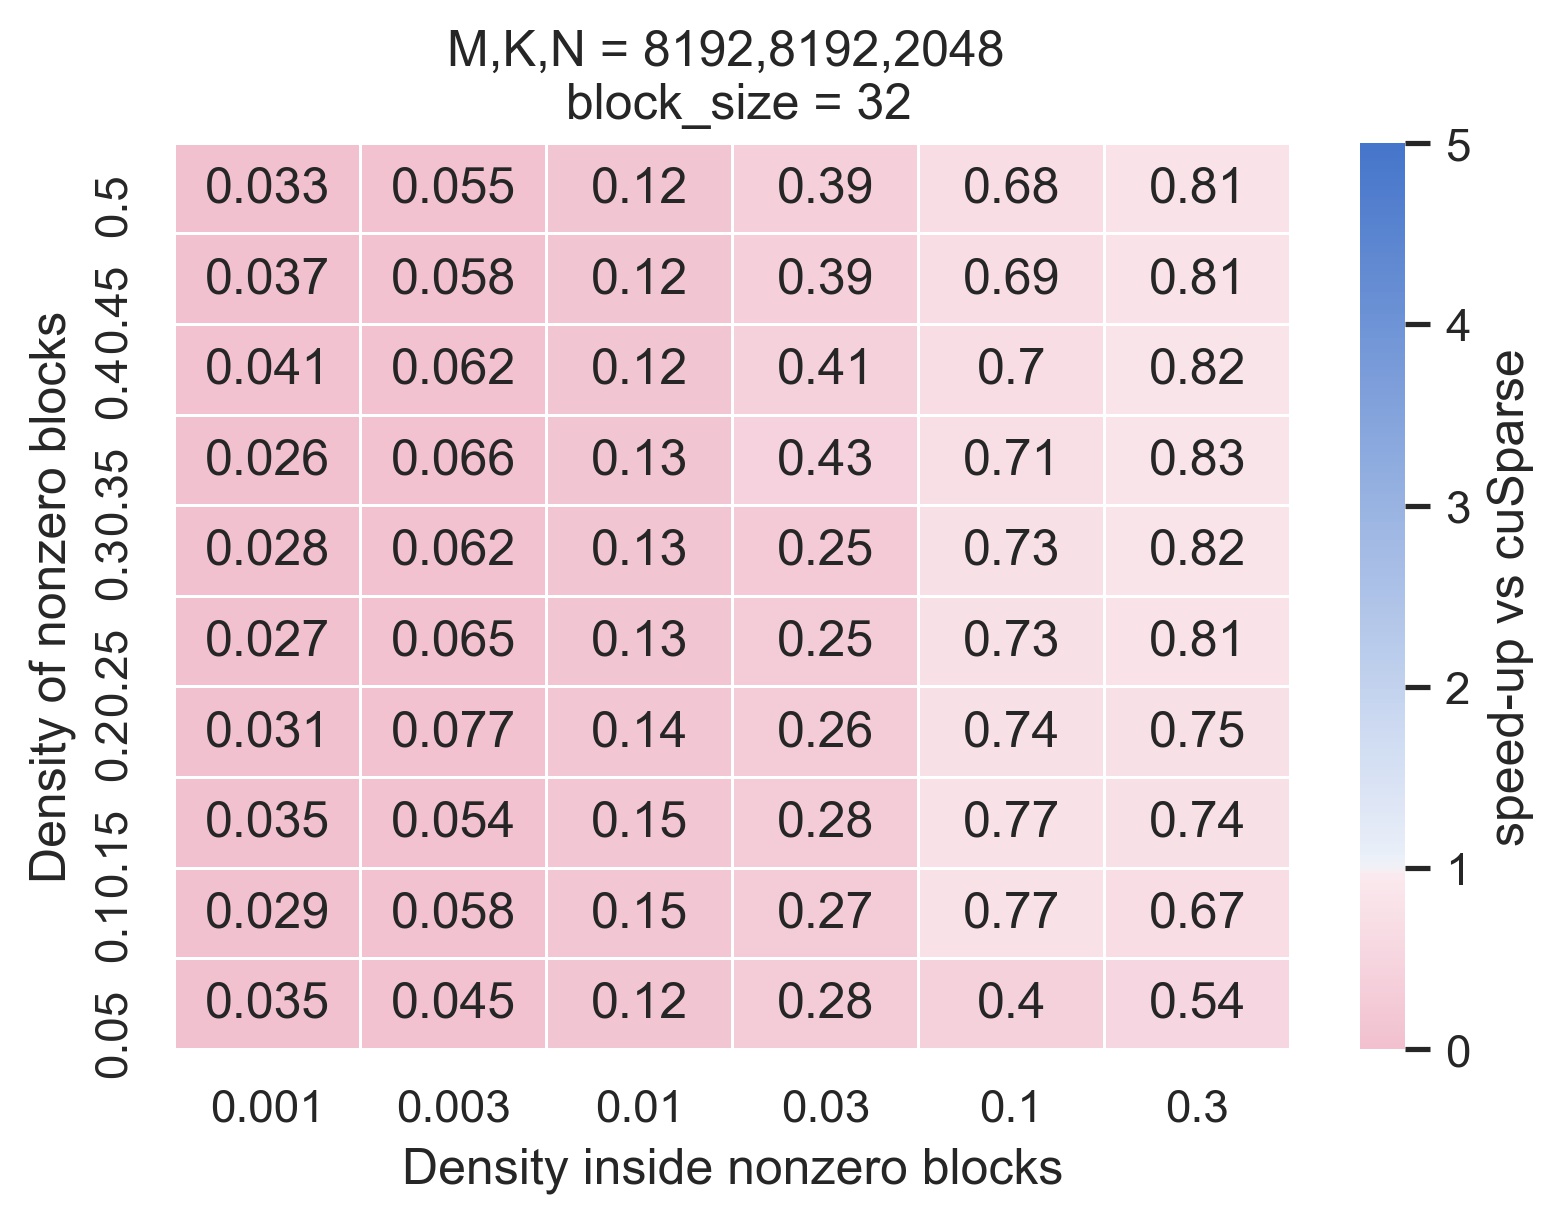 M,K,N = 8192,8192,2048
block_size = 32
Density of nonzero blocks
0.5 0.033 0.055 0.12 0.39 0.68 0.81
0.45 0.037 0.058 0.12 0.39 0.69 0.81
0.4 0.041 0.062 0.12 0.41 0.7 0.82
0.35 0.026 0.066 0.13 0.43 0.71 0.83
0.3 0.028 0.062 0.13 0.25 0.73 0.82
0.25 0.027 0.065 0.13 0.25 0.73 0.81
0.2 0.031 0.077 0.14 0.26 0.74 0.75
0.15 0.035 0.054 0.15 0.28 0.77 0.74
0.1 0.029 0.058 0.15 0.27 0.77 0.67
0.05 0.035 0.045 0.12 0.28 0.4 0.54
0.001 0.003 0.01 0.03 0.1 0.3
Density inside nonzero blocks
5
4
3
2
1
0
speed-up vs cuSparse